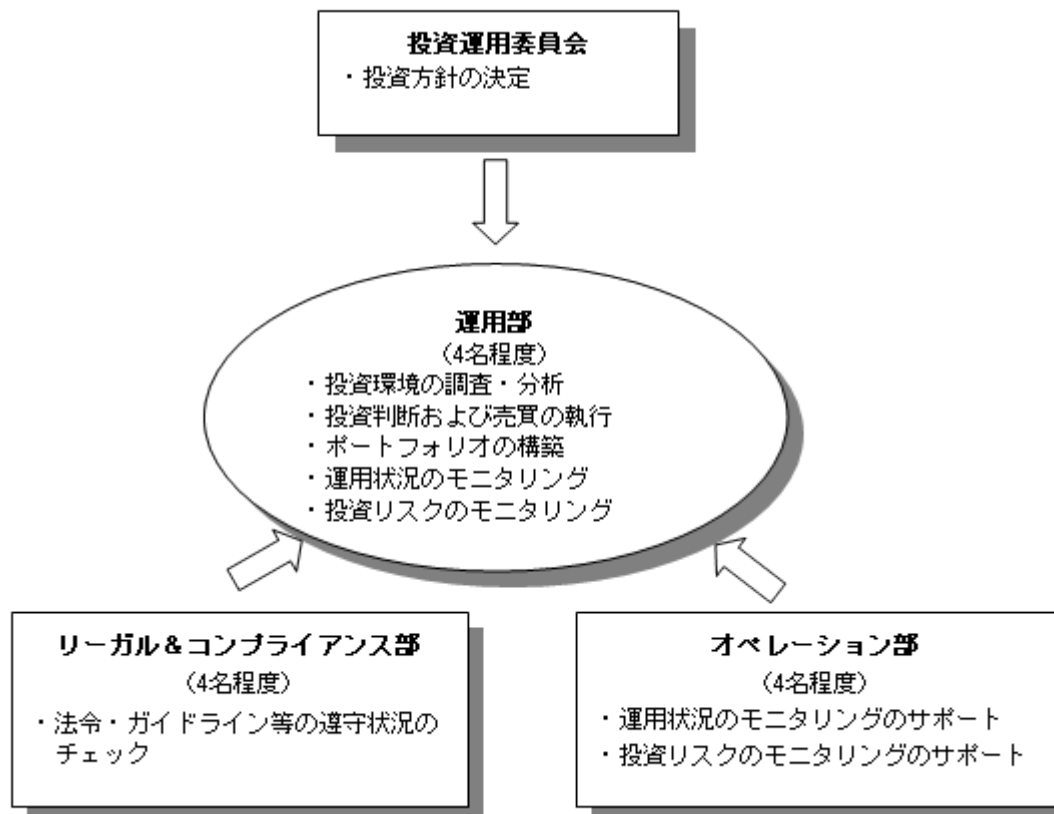 投資運用委員会
・投資方針の決定
運用部
(4名程度)
・投資環境の調査・分析
・投資判断および売買の執行
・ポートフォリオの構築
・運用状況のモニタリング
・投資リスクのモニタリング
リーガル＆コンプライアンス部
(4名程度)
・法令・ガイドライン等の遵守状況の
チェック
オペレーション部
(4名程度)
・運用状況のモニタリングのサポート
・投資リスクのモニタリングのサポート